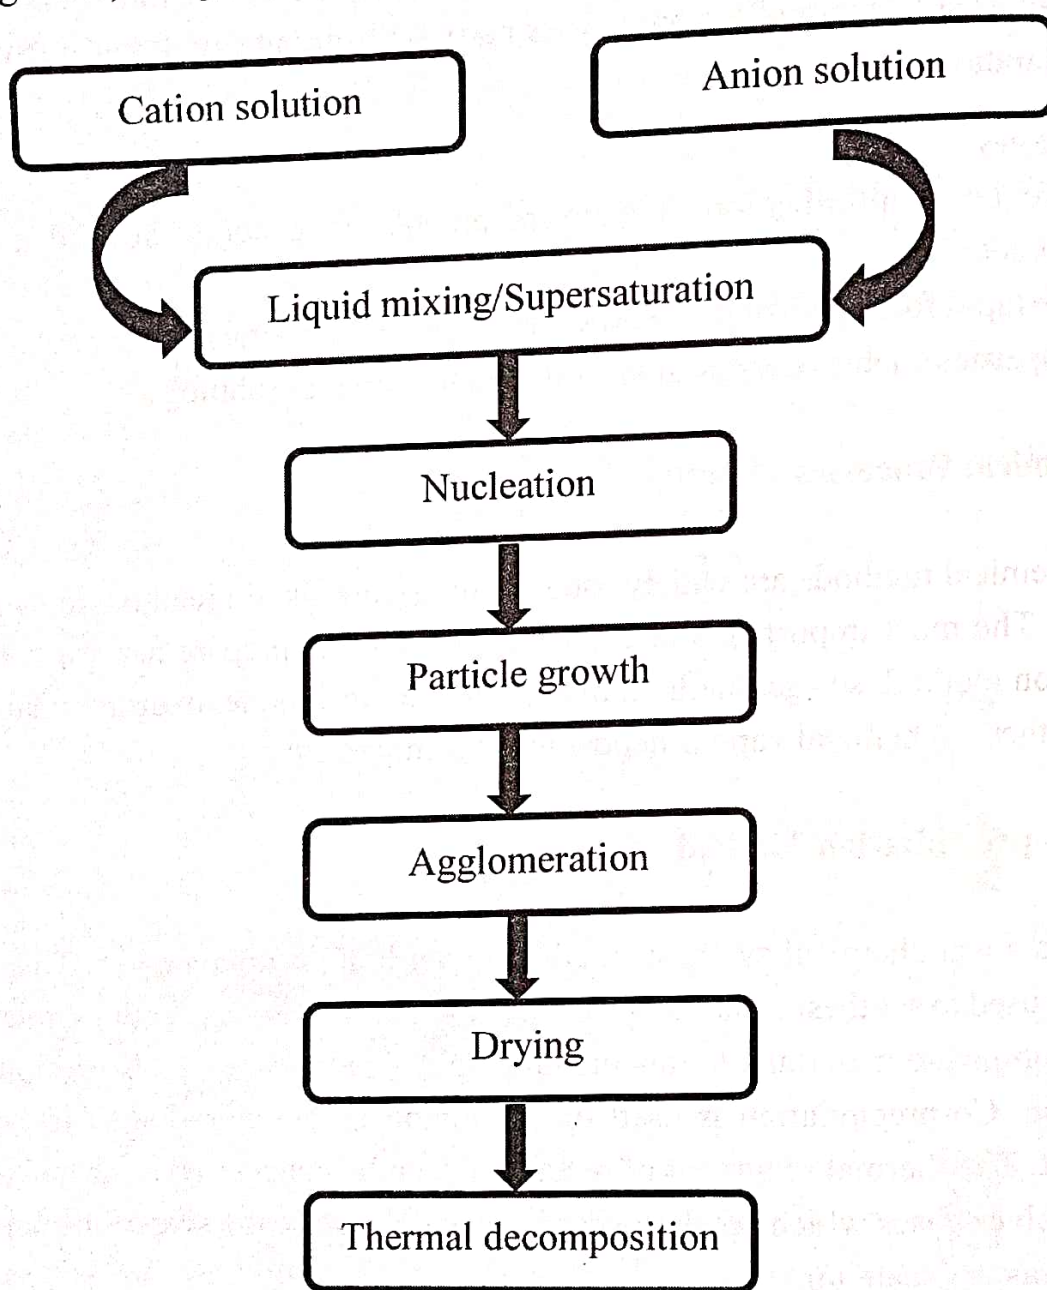 Cation solution
Anion solution
Liquid mixing/Supersaturation
Nucleation
Particle growth
Agglomeration
Drying
Thermal decomposition